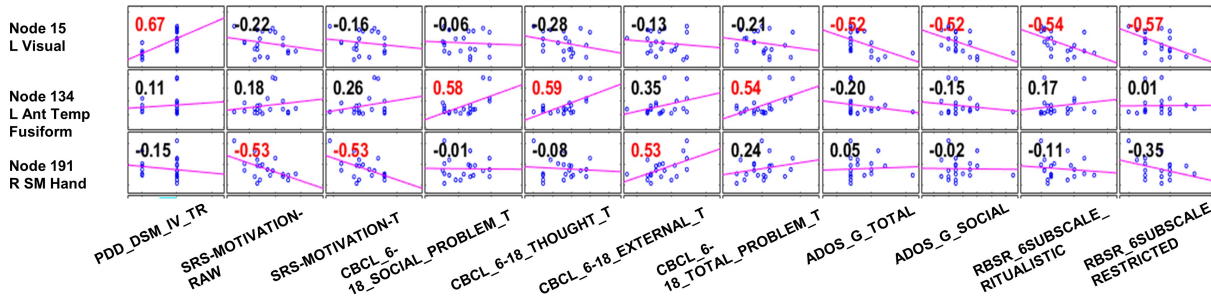 Node 15
L Visual
0.67 -0.22 -0.16 -0.06 -0.28 -0.13 -0.21 -0.52 -0.52 -0.54 -0.57
Node 134
L Ant Temp
Fusiform
0.11 0.18 0.26 0.58 0.59 0.35 0.54 -0.20 -0.15 0.17 0.01
Node 191
R SM Hand
-0.15 -0.53 -0.53 -0.01 -0.08 0.53 0.24 0.05 -0.02 -0.11 -0.35
PDD_DSM_IV_TR
SRS-MOTIVATION-
RAW
SRS-MOTIVATION-T
CBCL_6-
18_SOCIAL_PROBLEM_T
CBCL_6-18_THOUGHT_T
CBCL_6-18_EXTERNAL_T
CBCL_6-
18_TOTAL_PROBLEM_T
ADOS_G_TOTAL
ADOS_G_SOCIAL
RBSR_6SUBSCALE_
RITUALISTIC
RBSR_6SUBSCALE_
RESTRICTED